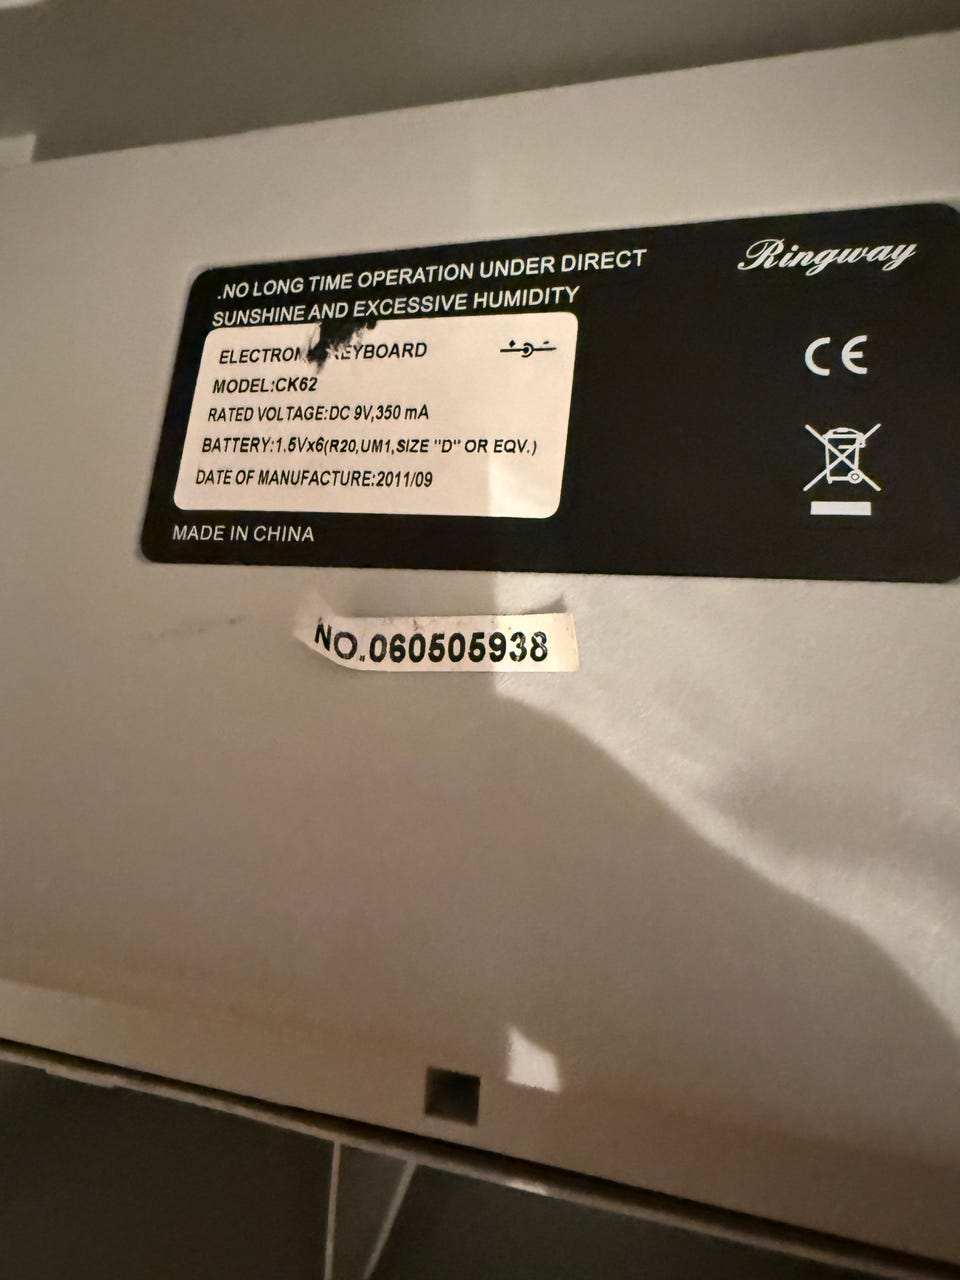 .NO LONG TIME OPERATION UNDER DIRECT
SUNSHINE AND EXCESSIVE HUMIDITY
Ringway
ELECTRON KEYBOARD
MODEL:CK62
RATED VOLTAGE:DC 9V,350 mA
BATTERY:1.5Vx6(R20,UM1,SIZE "D" OR EQV.)
DATE OF MANUFACTURE:2011/09
CE
MADE IN CHINA
NO.060505938